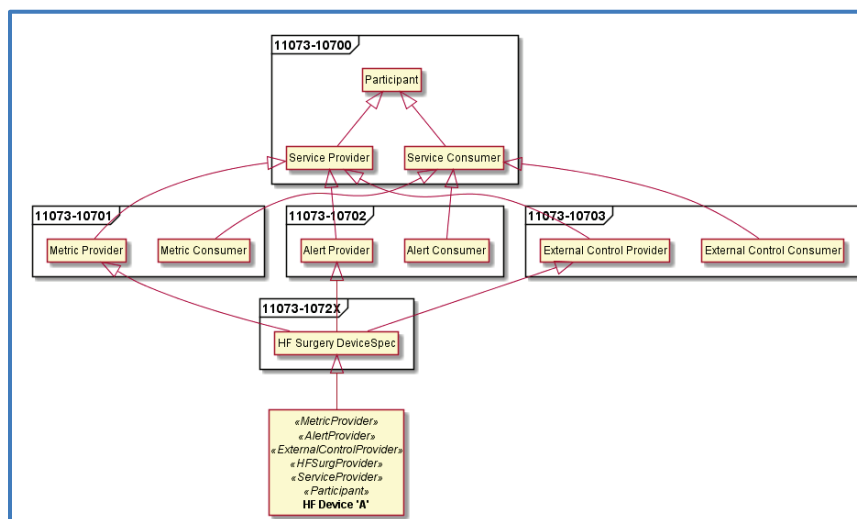 11073-10700
Participant
Service Provider
Service Consumer
11073-10701
11073-10702
11073-10703
Metric Provider
Metric Consumer
Alert Provider
Alert Consumer
External Control Provider
External Control Consumer
11073-1072X
HF Surgery DeviceSpec
«MetricProvider»
«AlertProvider»
«ExternalControlProvider»
«HFSurgProvider»
«ServiceProvider»
«Participant»
HF Device 'A'